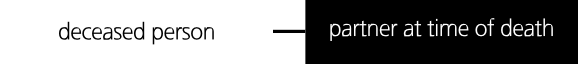 deceased person — partner at time of death